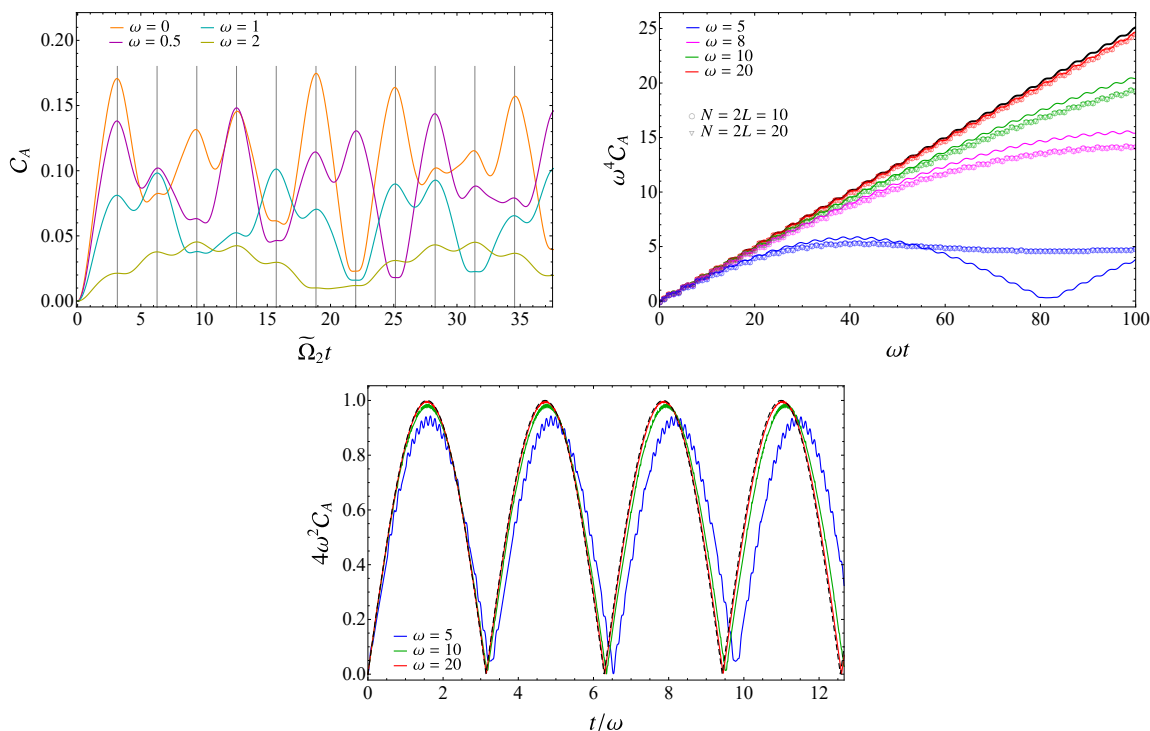 0.20
0.15
0.10
0.05
0.00
C_A
ω = 0
ω = 1
ω = 0.5
ω = 2
0 5 10 15 20 25 30 35
Ω̃₂t
25
20
15
10
5
0
ω⁴C_A
ω = 5
ω = 8
ω = 10
ω = 20
N = 2L = 10
N = 2L = 20
0 20 40 60 80 100
ωt
1.0
0.8
0.6
0.4
0.2
0.0
4ω²C_A
ω = 5
ω = 10
ω = 20
0 2 4 6 8 10 12
t/ω